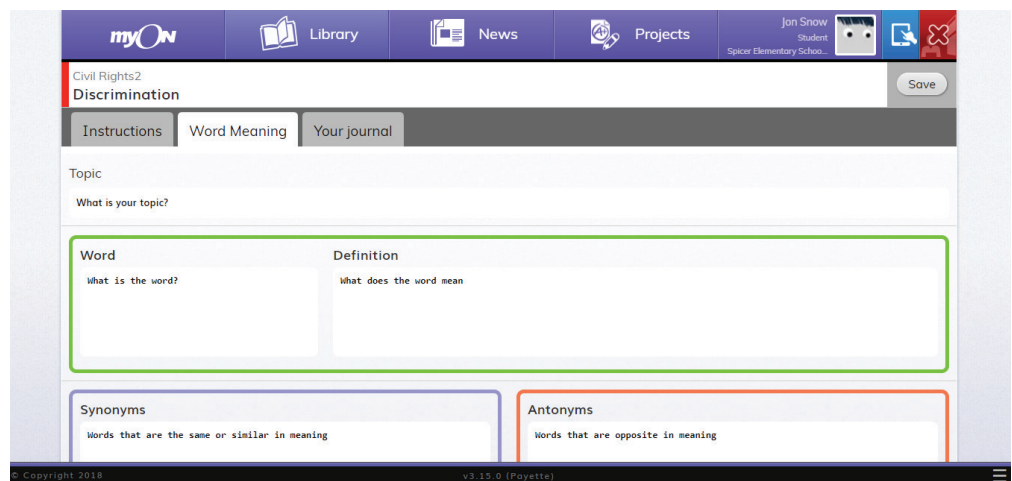 myON
Library
News
Projects
Jon Snow
Student
Spicer Elementary Schoo...
Civil Rights2
Discrimination
Save
Instructions
Word Meaning
Your journal
Topic
What is your topic?
Word
Definition
What is the word?
What does the word mean
Synonyms
Antonyms
Words that are the same or similar in meaning
Words that are opposite in meaning
© Copyright 2018
v3.15.0 (Payette)